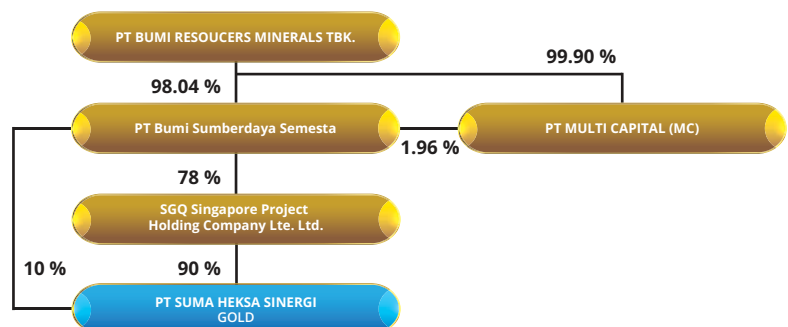 PT BUMI RESOUCERS MINERALS TBK.
99.90 %
98.04 %
PT Bumi Sumberdaya Semesta
PT MULTI CAPITAL (MC)
1.96 %
78 %
SGQ Singapore Project
Holding Company Lte. Ltd.
10 %
90 %
PT SUMA HEKSA SINERGI
GOLD